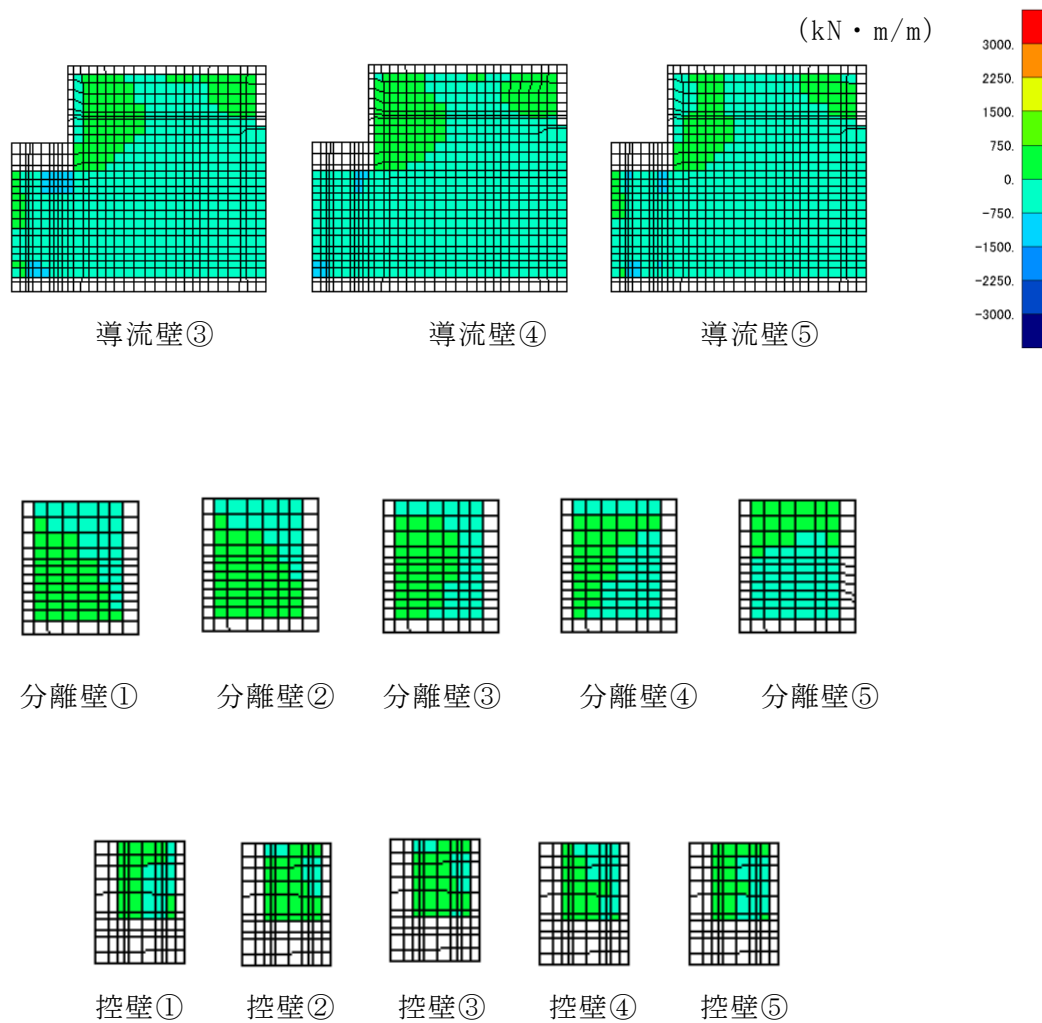 (kN・m/m)
3000.
2250.
1500.
750.
0.
-750.
-1500.
-2250.
-3000.
導流壁③
導流壁④
導流壁⑤
分離壁①
分離壁②
分離壁③
分離壁④
分離壁⑤
控壁①
控壁②
控壁③
控壁④
控壁⑤